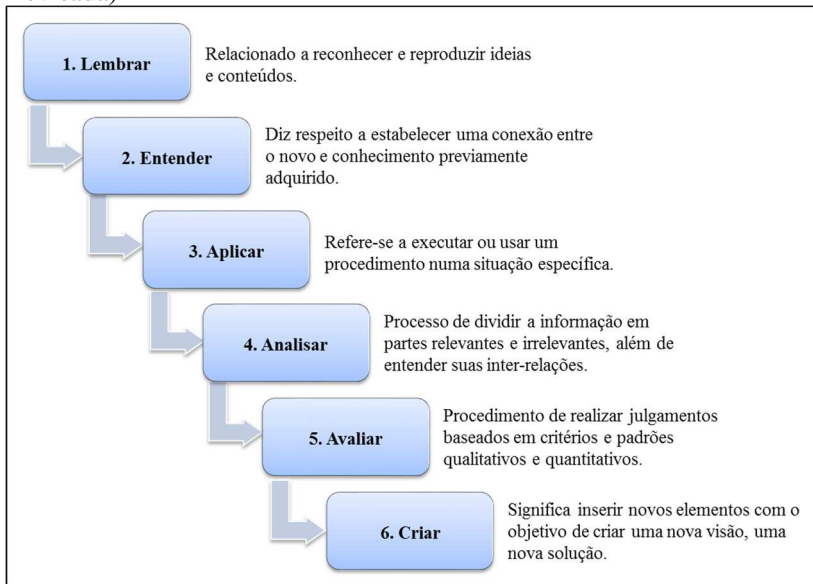 1. Lembrar
Relacionado a reconhecer e reproduzir ideias
e conteúdos.
2. Entender
Diz respeito a estabelecer uma conexão entre
o novo e conhecimento previamente
adquirido.
3. Aplicar
Refere-se a executar ou usar um
procedimento numa situação específica.
4. Analisar
Processo de dividir a informação em
partes relevantes e irrelevantes, além de
entender suas inter-relações.
5. Avaliar
Procedimento de realizar julgamentos
baseados em critérios e padrões
qualitativos e quantitativos.
6. Criar
Significa inserir novos elementos com o
objetivo de criar uma nova visão, uma
nova solução.